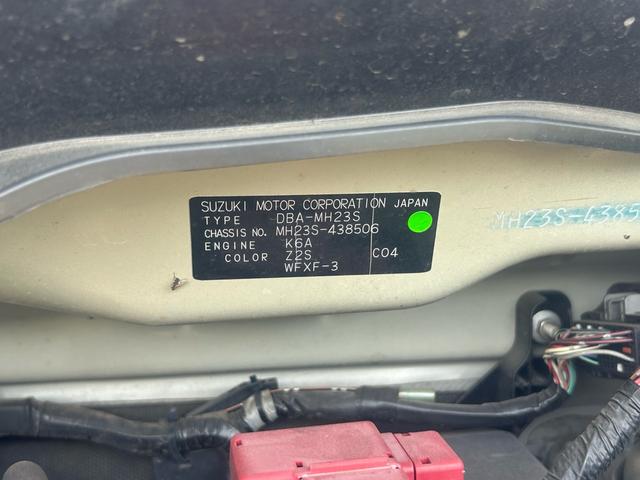 SUZUKI MOTOR CORPORATION JAPAN
TYPE DBA-MH23S
CHASSIS NO. MH23S-438506
ENGINE K6A
COLOR Z2S C04
WFXF-3
MH23S-4385